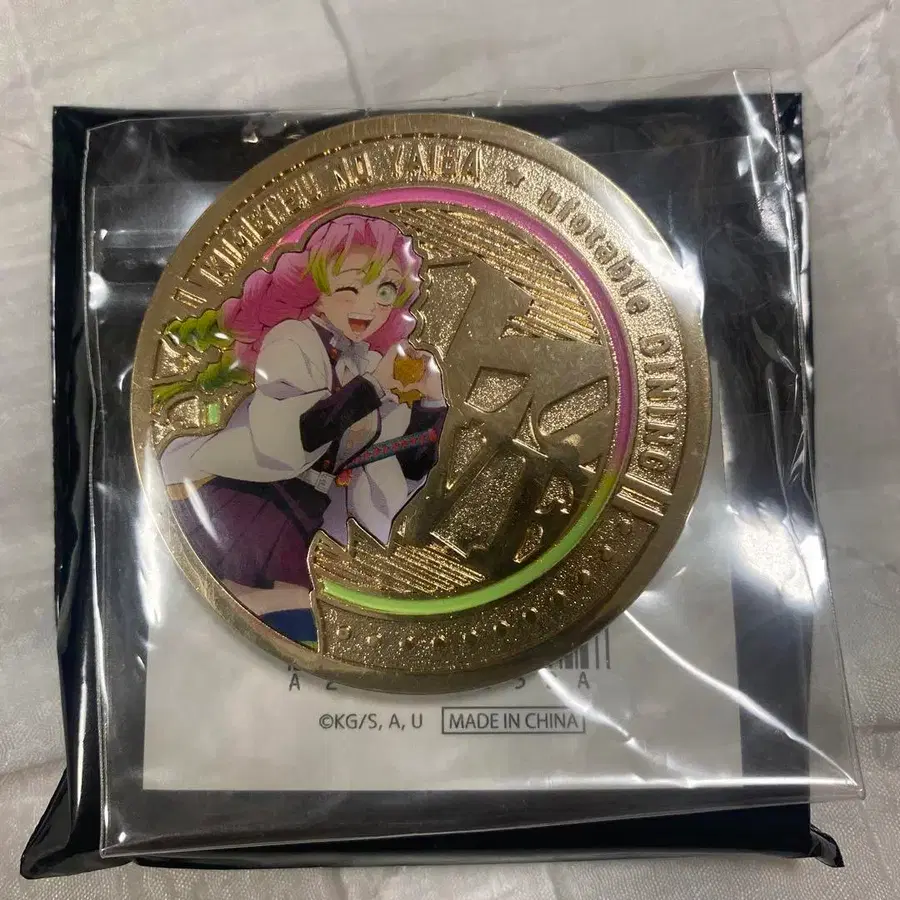 KIMETSU NO YAIBA ★ ufotable DINING
©KG/S, A, U
MADE IN CHINA